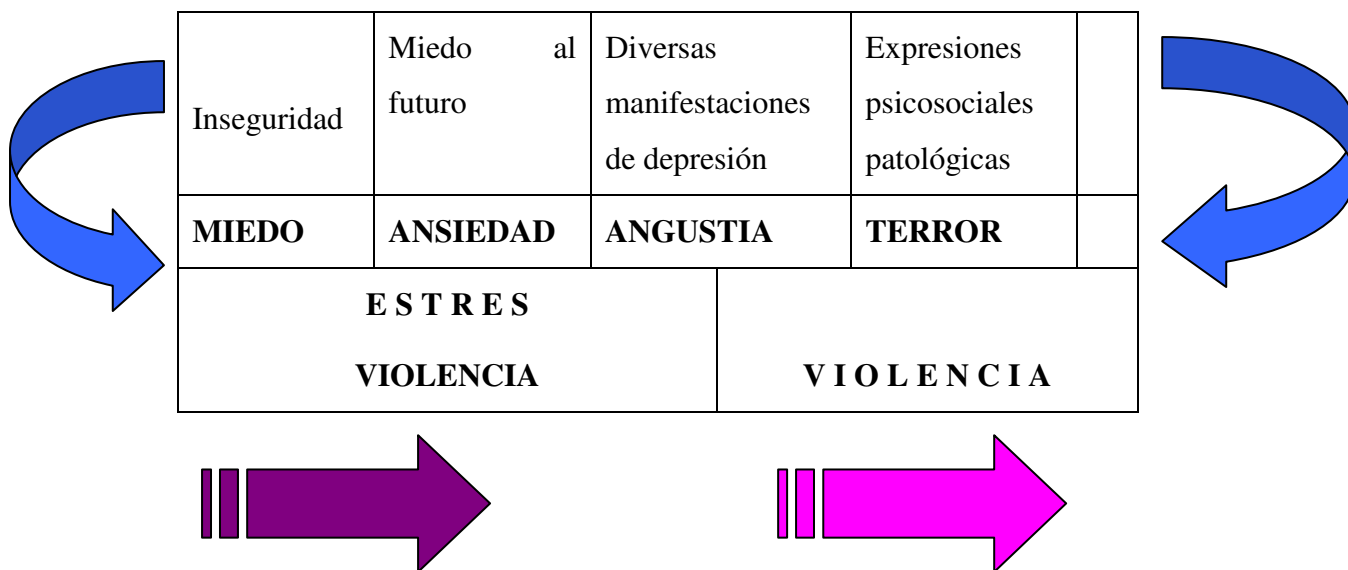 Inseguridad
Miedo al
futuro
Diversas
manifestaciones
de depresión
Expresiones
psicosociales
patológicas
MIEDO
ANSIEDAD
ANGUSTIA
TERROR
E S T R E S
VIOLENCIA
V I O L E N C I A